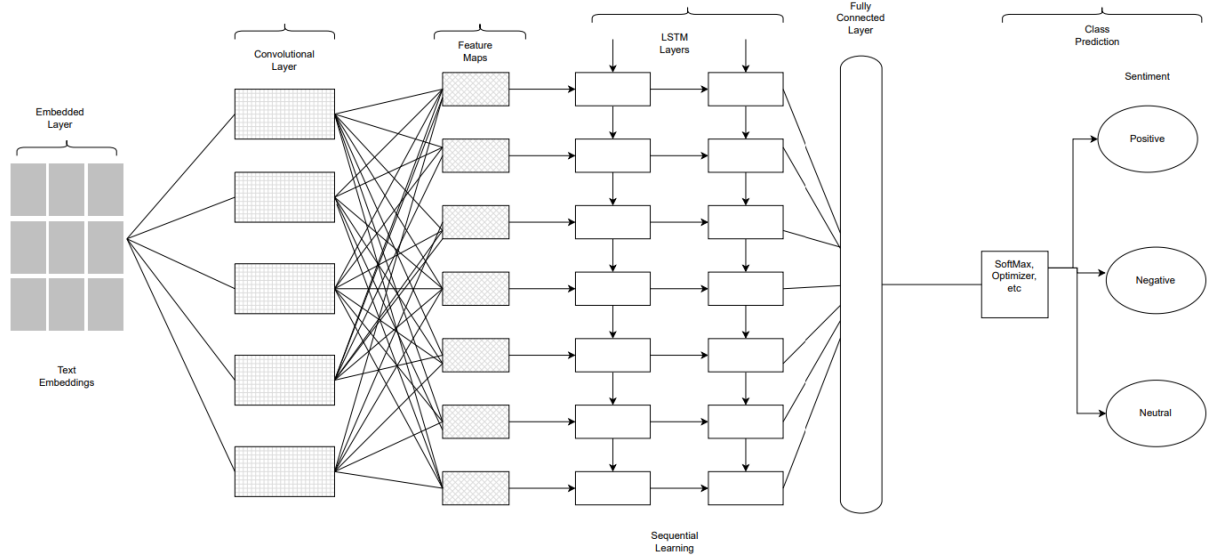 Embedded
Layer
Text
Embeddings
Convolutional
Layer
Feature
Maps
LSTM
Layers
Sequential
Learning
Fully
Connected
Layer
SoftMax,
Optimizer,
etc
Class
Prediction
Sentiment
Positive
Negative
Neutral